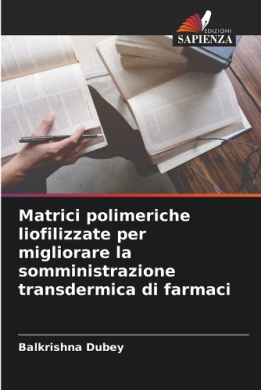 EDIZIONI
SAPIENZA
Matrici polimeriche
liofilizzate per
migliorare la
somministrazione
transdermica di farmaci
Balkrishna Dubey